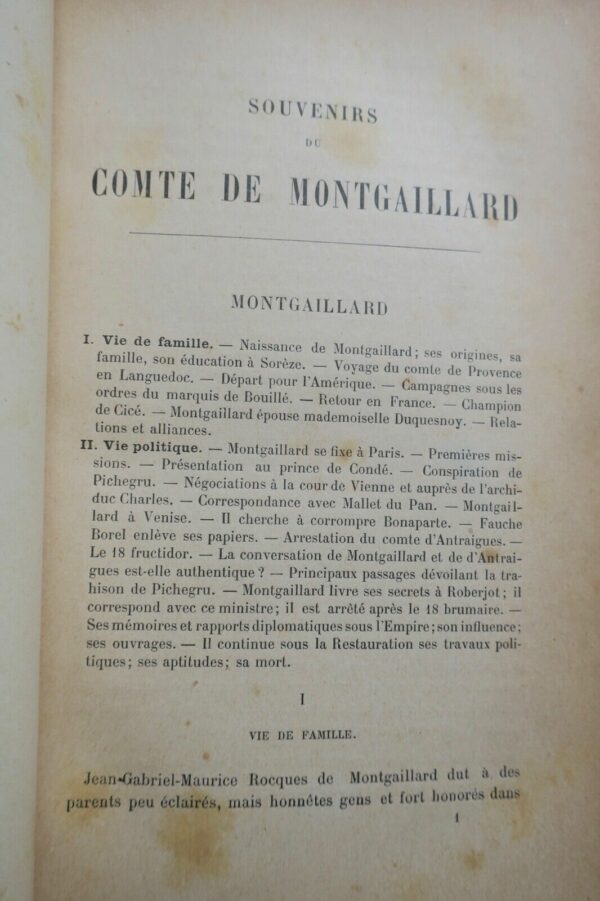 SOUVENIRS
DU
COMTE DE MONTGAILLARD
MONTGAILLARD
I. Vie de famille. — Naissance de Montgaillard; ses origines, sa
famille, son éducation à Sorèze. — Voyage du comte de Provence
en Languedoc. — Départ pour l'Amérique. — Campagnes sous les
ordres du marquis de Bouillé. — Retour en France. — Champion
de Cicé. — Montgaillard épouse mademoiselle Duquesnoy. — Rela-
tions et alliances.
II. Vie politique. — Montgaillard se fixe à Paris. — Premières mis-
sions. — Présentation au prince de Condé. — Conspiration de
Pichegru. — Négociations à la cour de Vienne et auprès de l'archi-
duc Charles. — Correspondance avec Mallet du Pan. — Montgail-
lard à Venise. — Il cherche à corrompre Bonaparte. — Fauche
Borel enlève ses papiers. — Arrestation du comte d'Antraigues. —
Le 18 fructidor. — La conversation de Montgaillard et de d'Antrai-
gues est-elle authentique? — Principaux passages dévoilant la tra-
hison de Pichegru. — Montgaillard livre ses secrets à Roberjot; il
correspond avec ce ministre; il est arrêté après le 18 brumaire. —
Ses mémoires et rapports diplomatiques sous l'Empire; son influence;
ses ouvrages. — Il continue sous la Restauration ses travaux poli-
tiques; ses aptitudes; sa mort.
I
VIE DE FAMILLE.
Jean-Gabriel-Maurice Rocques de Montgaillard dut à des
parents peu éclairés, mais honnêtes gens et fort honorés dans
1